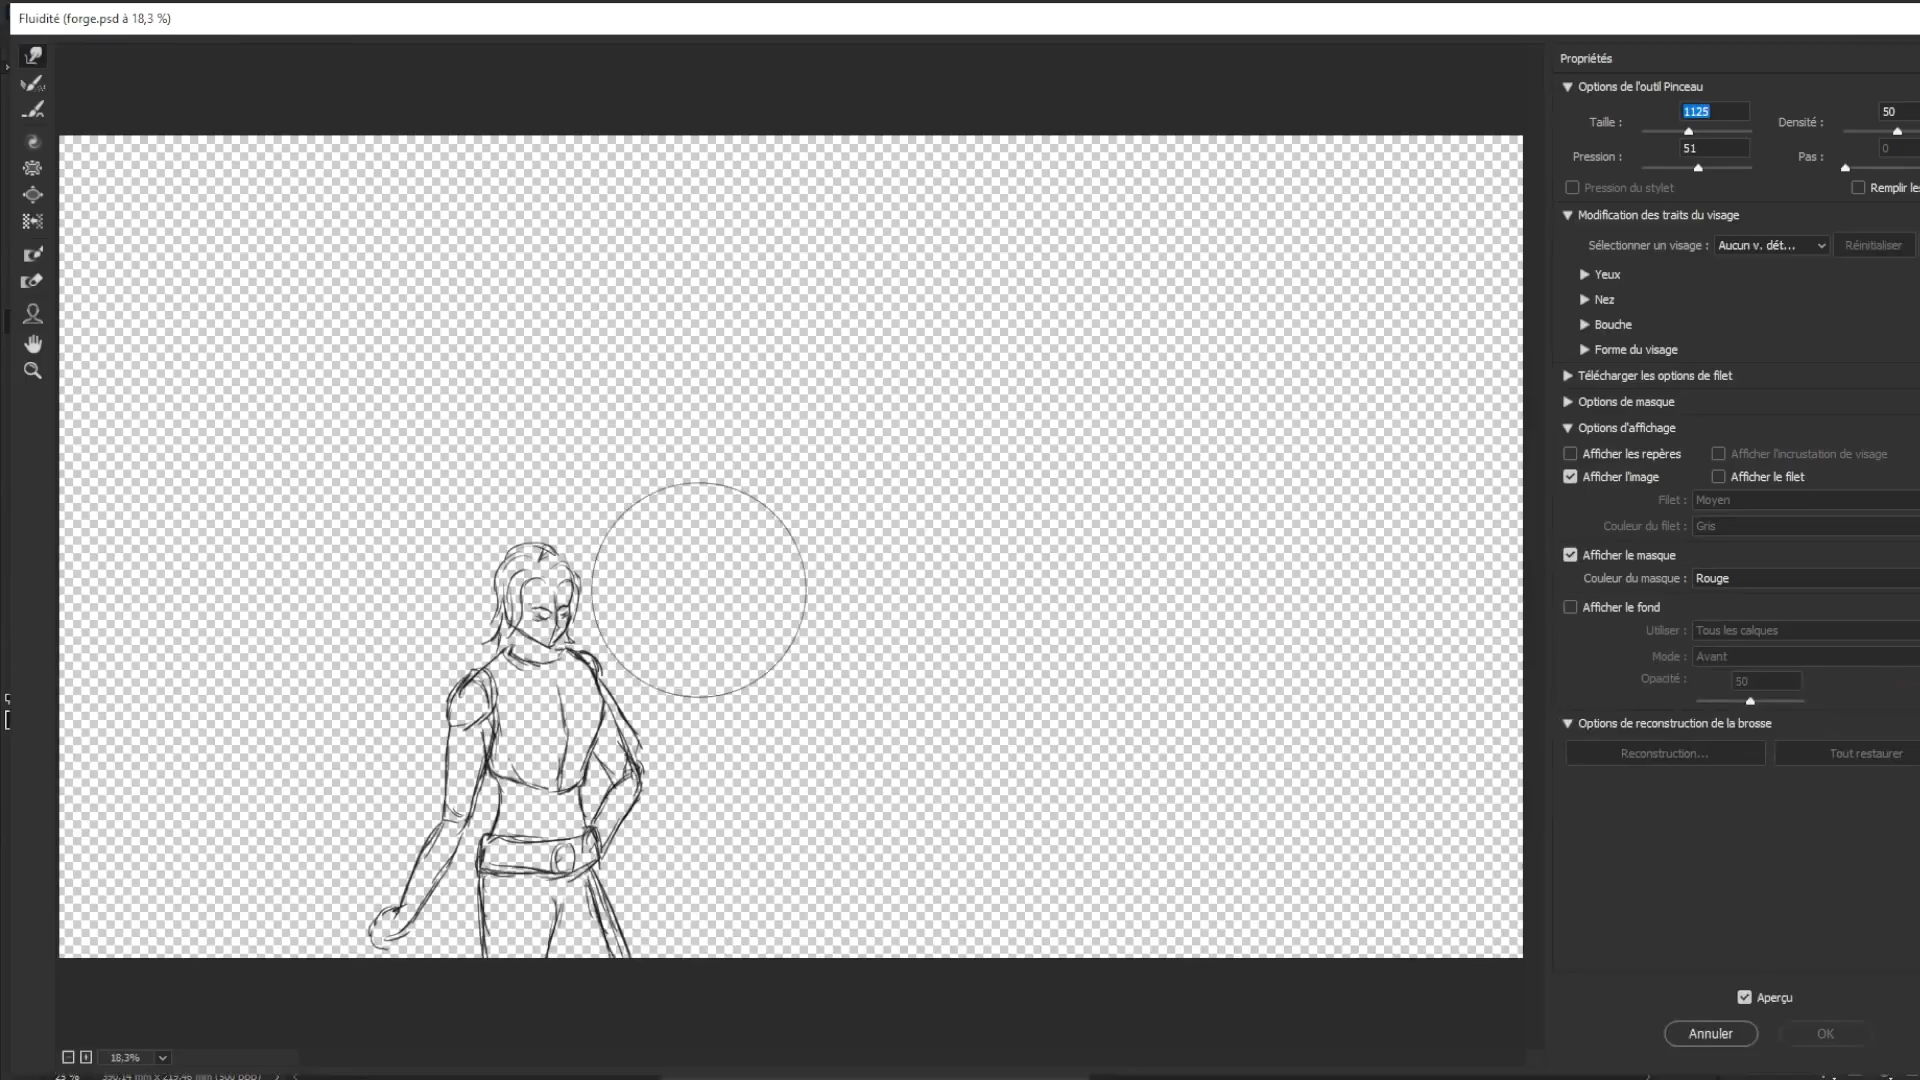 Fluidité (forge.psd à 18,3 %)
Propriétés
Options de l'outil Pinceau
Taille : 1125 Densité : 50
Pression : 51 Pas : 0
Pression du stylet Remplir les
Modification des traits du visage
Sélectionner un visage : Aucun v. dét... Réinitialiser
Yeux
Nez
Bouche
Forme du visage
Télécharger les options de filet
Options de masque
Options d'affichage
Afficher les repères Afficher l'incrustation de visage
Afficher l'image Afficher le filet
Filet : Moyen
Couleur du filet : Gris
Afficher le masque
Couleur du masque : Rouge
Afficher le fond
Utiliser : Tous les calques
Mode : Avant
Opacité : 50
Options de reconstruction de la brosse
Reconstruction... Tout restaurer
Aperçu
Annuler OK
18,3%